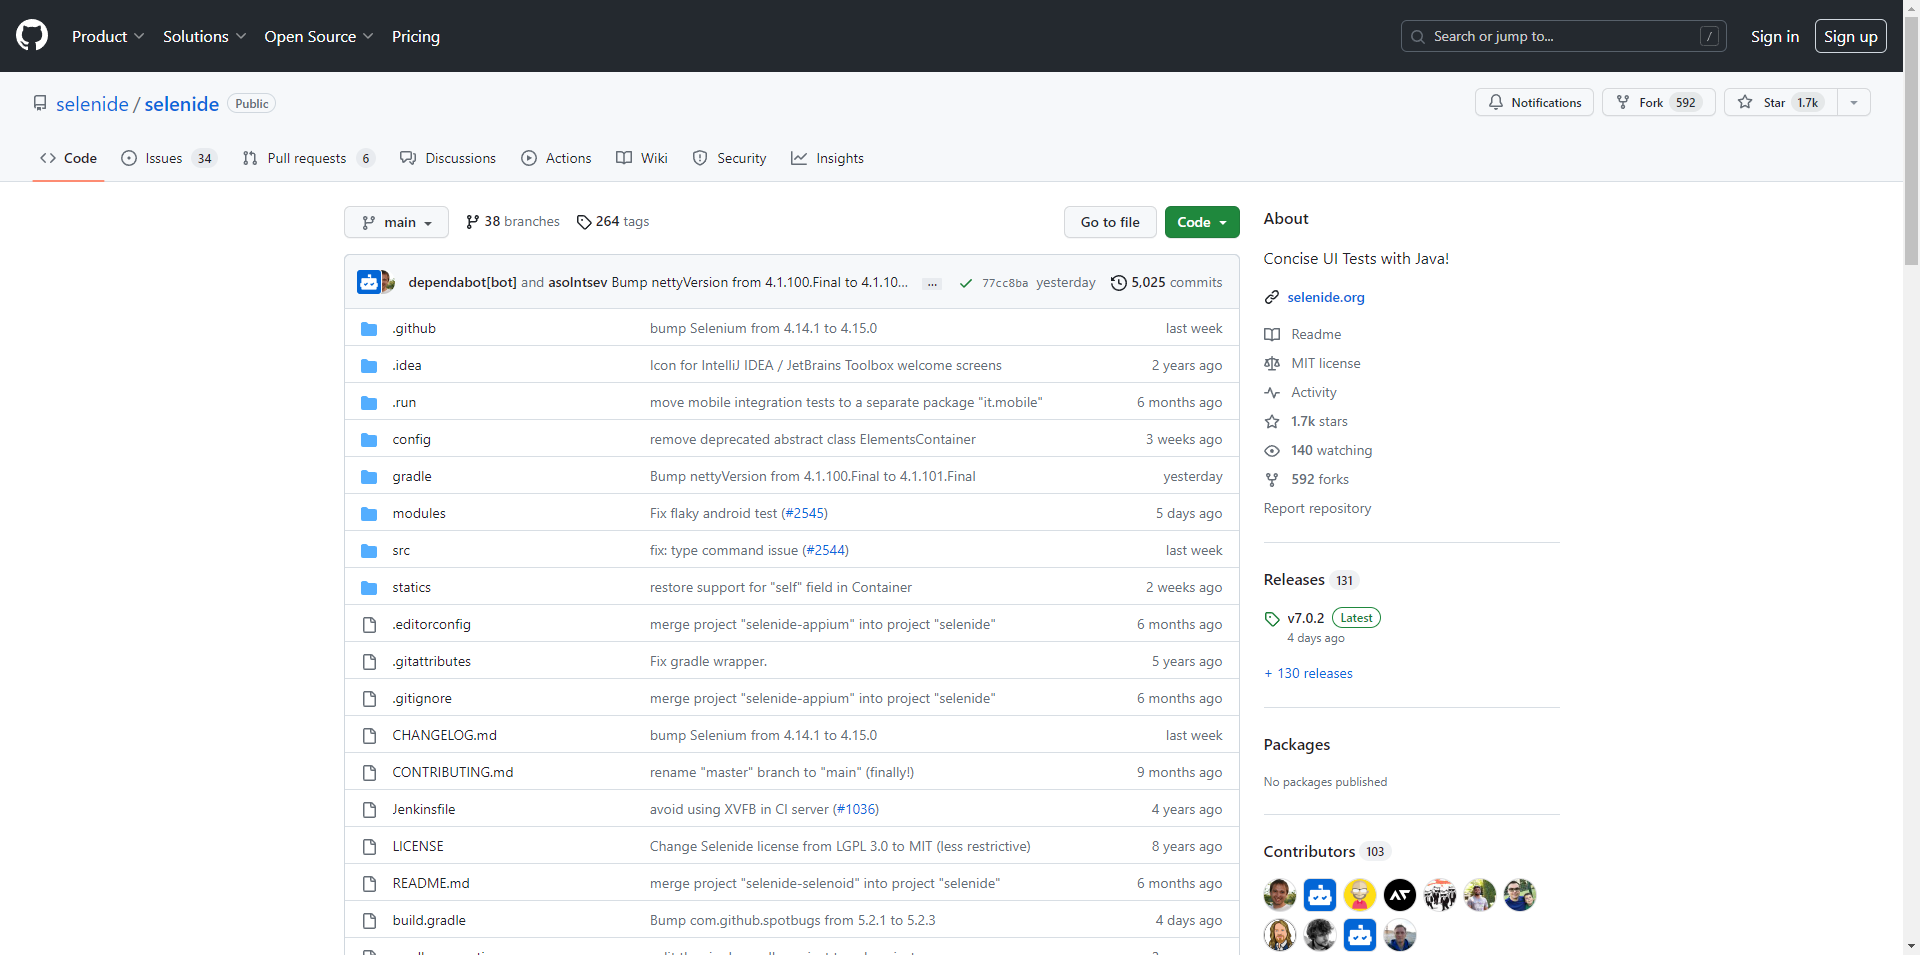 Product Solutions Open Source Pricing Search or jump to... / Sign in Sign up
selenide / selenide Public Notifications Fork 592 Star 1.7k
Code Issues 34 Pull requests 6 Discussions Actions Wiki Security Insights
main 38 branches 264 tags Go to file Code
dependabot[bot] and asolntsev Bump nettyVersion from 4.1.100.Final to 4.1.10... ... 77cc8ba yesterday 5,025 commits
.github bump Selenium from 4.14.1 to 4.15.0 last week
.idea Icon for IntelliJ IDEA / JetBrains Toolbox welcome screens 2 years ago
.run move mobile integration tests to a separate package "it.mobile" 6 months ago
config remove deprecated abstract class ElementsContainer 3 weeks ago
gradle Bump nettyVersion from 4.1.100.Final to 4.1.101.Final yesterday
modules Fix flaky android test (#2545) 5 days ago
src fix: type command issue (#2544) last week
statics restore support for "self" field in Container 2 weeks ago
.editorconfig merge project "selenide-appium" into project "selenide" 6 months ago
.gitattributes Fix gradle wrapper. 5 years ago
.gitignore merge project "selenide-appium" into project "selenide" 6 months ago
CHANGELOG.md bump Selenium from 4.14.1 to 4.15.0 last week
CONTRIBUTING.md rename "master" branch to "main" (finally!) 9 months ago
Jenkinsfile avoid using XVFB in CI server (#1036) 4 years ago
LICENSE Change Selenide license from LGPL 3.0 to MIT (less restrictive) 8 years ago
README.md merge project "selenide-selenoid" into project "selenide" 6 months ago
build.gradle Bump com.github.spotbugs from 5.2.1 to 5.2.3 4 days ago
About
Concise UI Tests with Java!
selenide.org
Readme
MIT license
Activity
1.7k stars
140 watching
592 forks
Report repository
Releases 131
v7.0.2 Latest
4 days ago
+ 130 releases
Packages
No packages published
Contributors 103